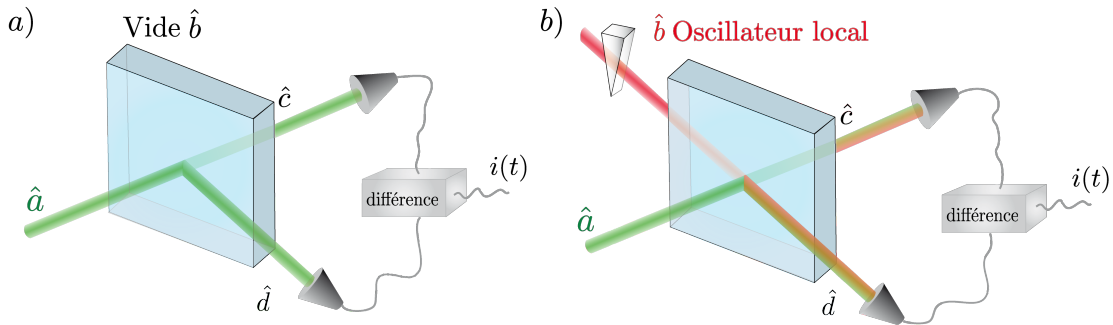 a)
Vide b̂
ĉ
â
différence
i(t)
d̂
b)
b̂ Oscillateur local
ĉ
â
différence
i(t)
d̂